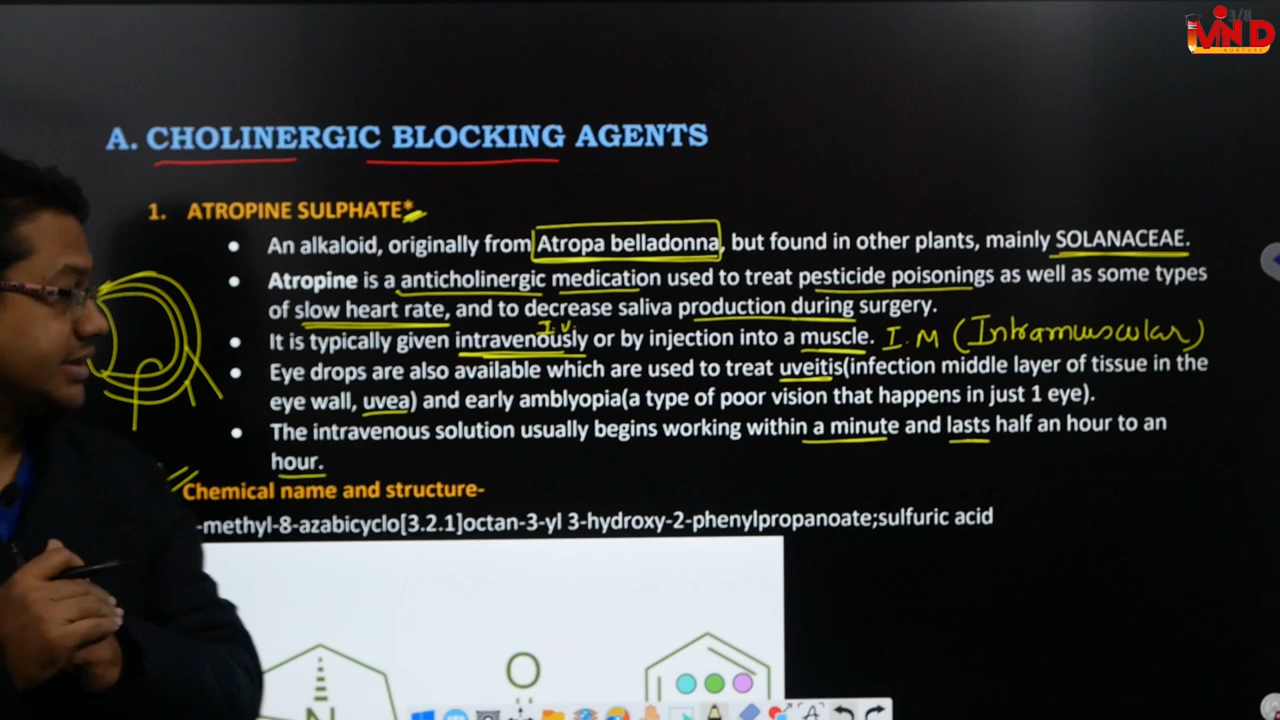 3/8
MND
NURTURE
A. CHOLINERGIC BLOCKING AGENTS
1. ATROPINE SULPHATE*
• An alkaloid, originally from Atropa belladonna, but found in other plants, mainly SOLANACEAE.
• Atropine is a anticholinergic medication used to treat pesticide poisonings as well as some types
of slow heart rate, and to decrease saliva production during surgery.
I.V.
• It is typically given intravenously or by injection into a muscle. I.M (Intramuscular)
• Eye drops are also available which are used to treat uveitis(infection middle layer of tissue in the
eye wall, uvea) and early amblyopia(a type of poor vision that happens in just 1 eye).
• The intravenous solution usually begins working within a minute and lasts half an hour to an
hour.
Chemical name and structure-
-methyl-8-azabicyclo[3.2.1]octan-3-yl 3-hydroxy-2-phenylpropanoate;sulfuric acid
O
N